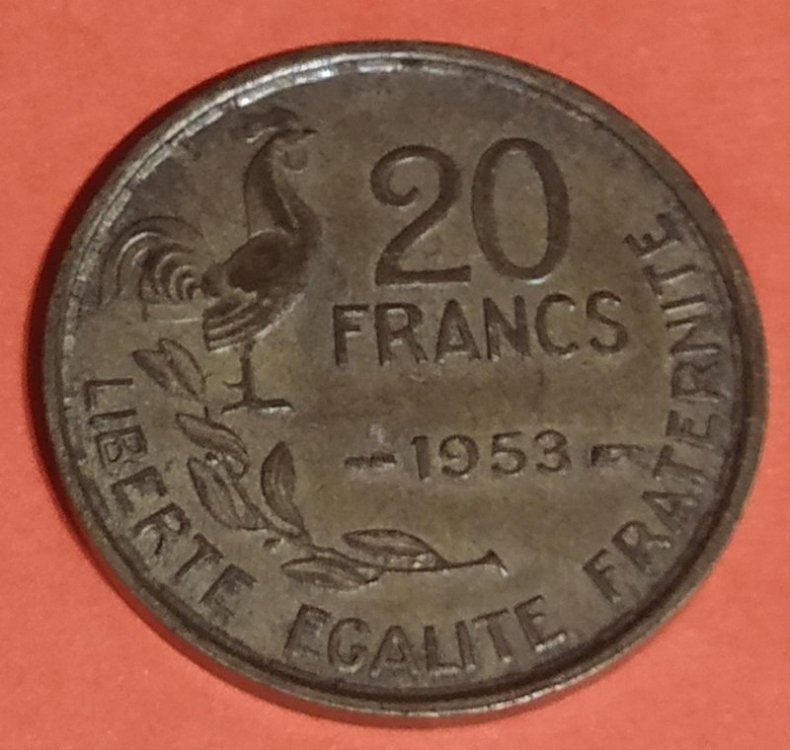 20
FRANCS
-1953-
LIBERTE EGALITE FRATERNITE